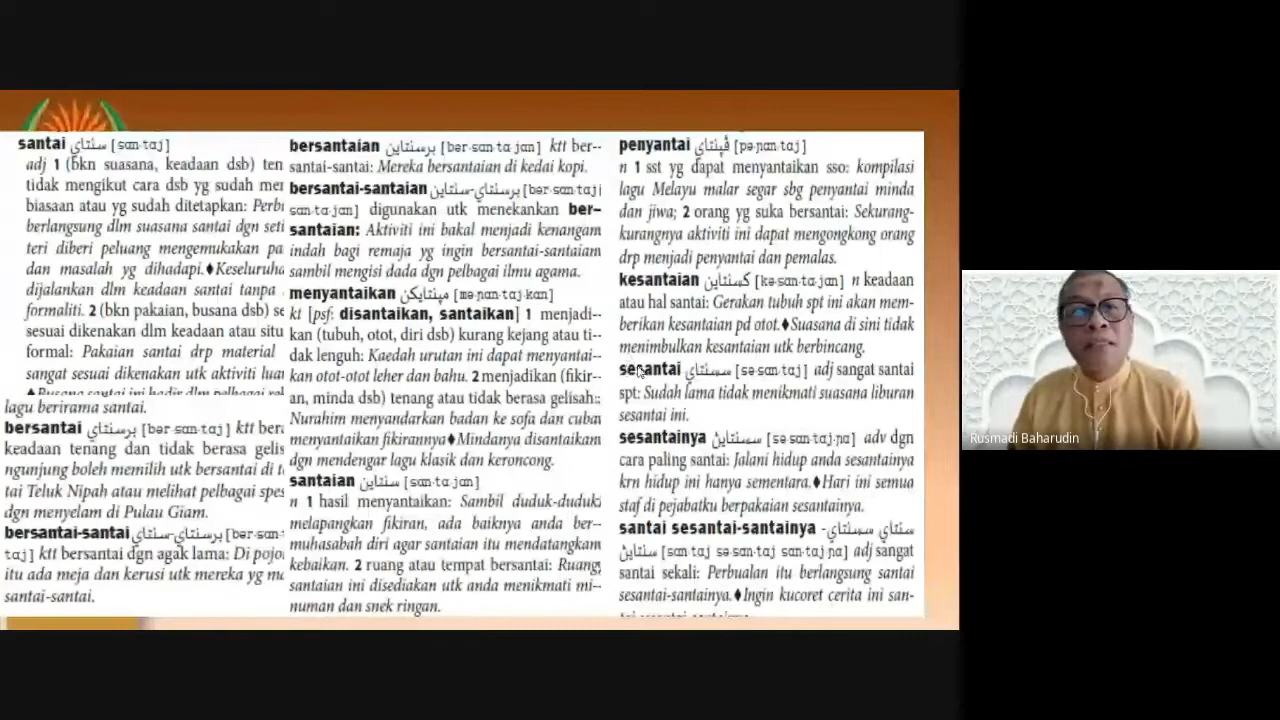 santai سنتاي [san·taj]
adj 1 (bkn suasana, keadaan dsb) ten
tidak mengikut cara dsb yg sudah mer
biasaan atau yg sudah ditetapkan: Perb
berlangsung dlm suasana santai dgn seti
teri diberi peluang mengemukakan pa
dan masalah yg dihadapi.♦Keseluruha
dijalankan dlm keadaan santai tanpa
formaliti. 2 (bkn pakaian, busana dsb) se
sesuai dikenakan dlm keadaan atau situ
formal: Pakaian santai drp material
sangat sesuai dikenakan utk aktiviti luar
lagu berirama santai.
bersantai برسنتاي [bər·san·taj] ktt bera
keadaan tenang dan tidak berasa gelis
ngunjung boleh memilih utk bersantai di t
tai Teluk Nipah atau melihat pelbagai spes
dgn menyelam di Pulau Giam.
bersantai-santai برسنتاي-سنتاي [bər·san·
taj] ktt bersantai dgn agak lama: Di pojo
itu ada meja dan kerusi utk mereka yg mu
santai-santai.
bersantaian برسنتاين [bər·san·ta·jan] ktt ber-
santai-santai: Mereka bersantaian di kedai kopi.
bersantai-santaian برسنتاي-سنتاين [bər·san·taj
san·ta·jan] digunakan utk menekankan ber-
santaian: Aktiviti ini bakal menjadi kenangan
indah bagi remaja yg ingin bersantai-santaian
sambil mengisi dada dgn pelbagai ilmu agama.
menyantaikan مڽنتايكن [mə·ɲan·taj·kan]
kt [psf: disantaikan, santaikan] 1 menjadi-
kan (tubuh, otot, diri dsb) kurang kejang atau ti-
dak lenguh: Kaedah urutan ini dapat menyantai-
kan otot-otot leher dan bahu. 2 menjadikan (fikir-
an, minda dsb) tenang atau tidak berasa gelisah:
Nurahim menyandarkan badan ke sofa dan cuba
menyantaikan fikirannya♦Mindanya disantaikan
dgn mendengar lagu klasik dan keroncong.
santaian سنتاين [san·ta·jan]
n 1 hasil menyantaikan: Sambil duduk-duduk
melapangkan fikiran, ada baiknya anda ber-
muhasabah diri agar santaian itu mendatangkan
kebaikan. 2 ruang atau tempat bersantai: Ruang
santaian ini disediakan utk anda menikmati mi-
numan dan snek ringan.
penyantai ڤڽنتاي [pə·ɲan·taj]
n 1 sst yg dapat menyantaikan sso: kompilasi
lagu Melayu malar segar sbg penyantai minda
dan jiwa; 2 orang yg suka bersantai: Sekurang-
kurangnya aktiviti ini dapat mengongkong orang
drp menjadi penyantai dan pemalas.
kesantaian كسنتاين [kə·san·ta·jan] n keadaan
atau hal santai: Gerakan tubuh spt ini akan mem-
berikan kesantaian pd otot.♦Suasana di sini tidak
menimbulkan kesantaian utk berbincang.
sesantai سسنتاي [sə·san·taj] adj sangat santai
spt: Sudah lama tidak menikmati suasana liburan
sesantai ini.
sesantainya سسنتايڽ [sə·san·taj·ɲa] adv dgn
cara paling santai: Jalani hidup anda sesantainya
krn hidup ini hanya sementara.♦Hari ini semua
staf di pejabatku berpakaian sesantainya.
santai sesantai-santainya سنتاي سسنتاي-
سنتايڽ [san·taj sə·san·taj san·taj·ɲa] adj sangat
santai sekali: Perbualan itu berlangsung santai
sesantai-santainya.♦Ingin kucoret cerita ini san-
Rusmadi Baharudin